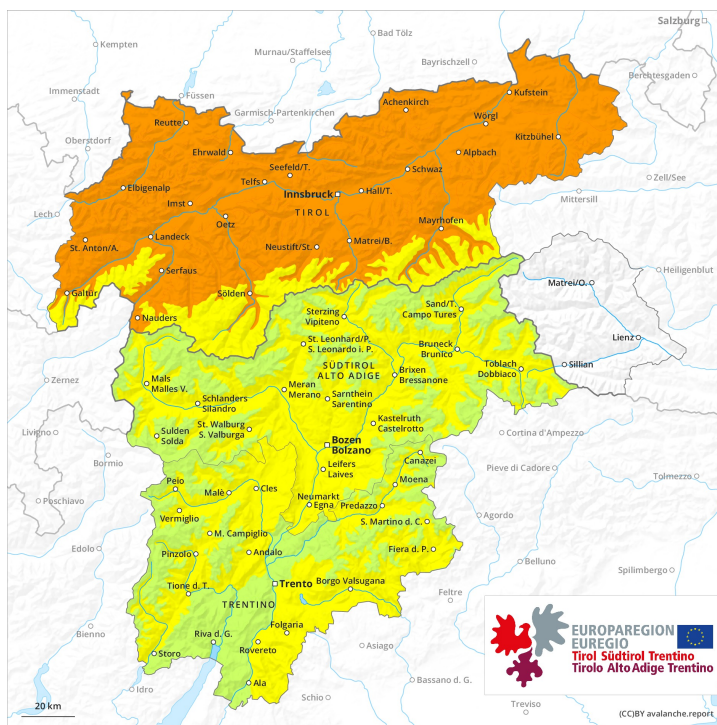 Salzburg
Kempten
Bad Tölz
Murnau/Staffelsee
Bayrischzell
Berchtesgaden
Immenstadt
Füssen
Garmisch-Partenkirchen
Achenkirch
Kufstein
Reutte
Wörgl
Oberstdorf
Ehrwald
Kitzbühel
Alpbach
Seefeld/T.
Schwaz
Zell/See
Elbigenalp
Telfs
Innsbruck
Hall/T.
Mittersill
Imst
TIROL
Lech
Oetz
Mayrhofen
St. Anton/A.
Landeck
Neustift/St.
Matrei/B.
Serfaus
Heiligenblut
Galtür
Sölden
Matrei/O.
Nauders
Sand/T.
Campo Tures
Sterzing
Vipiteno
Lienz
St. Leonhard/P.
S. Leonardo i. P.
Bruneck
Brunico
Toblach
Dobbiaco
Sillian
SÜDTIROL
ALTO ADIGE
Brixen
Bressanone
Zernez
Mals
Malles V.
Meran
Merano
Schlanders
Silandro
Sarnthein
Sarentino
St. Walburg
S. Valburga
Kastelruth
Castelrotto
Livigno
Sulden
Solda
Cortina d'Ampezzo
Bozen
Bolzano
Bormio
Canazei
Pieve di Cadore
Leifers
Laives
Tolmezzo
Peio
Malè
Cles
Moena
Poschiavo
Neumarkt
Egna
Predazzo
Vermiglio
Agordo
S. Martino d. C.
M. Campiglio
Edolo
Pinzolo
Andalo
Fiera d. P.
Belluno
Spilimbergo
Tione d. T.
Trento
Borgo Valsugana
Feltre
TRENTINO
Folgaria
Bienno
Riva d. G.
Rovereto
Asiago
Storo
Ala
Bassano d. G.
Idro
Schio
Treviso
20 km
EUROPAREGION
EUREGIO
Tirol Südtirol Trentino
Tirolo Alto Adige Trentino
(CC)BY avalanche.report